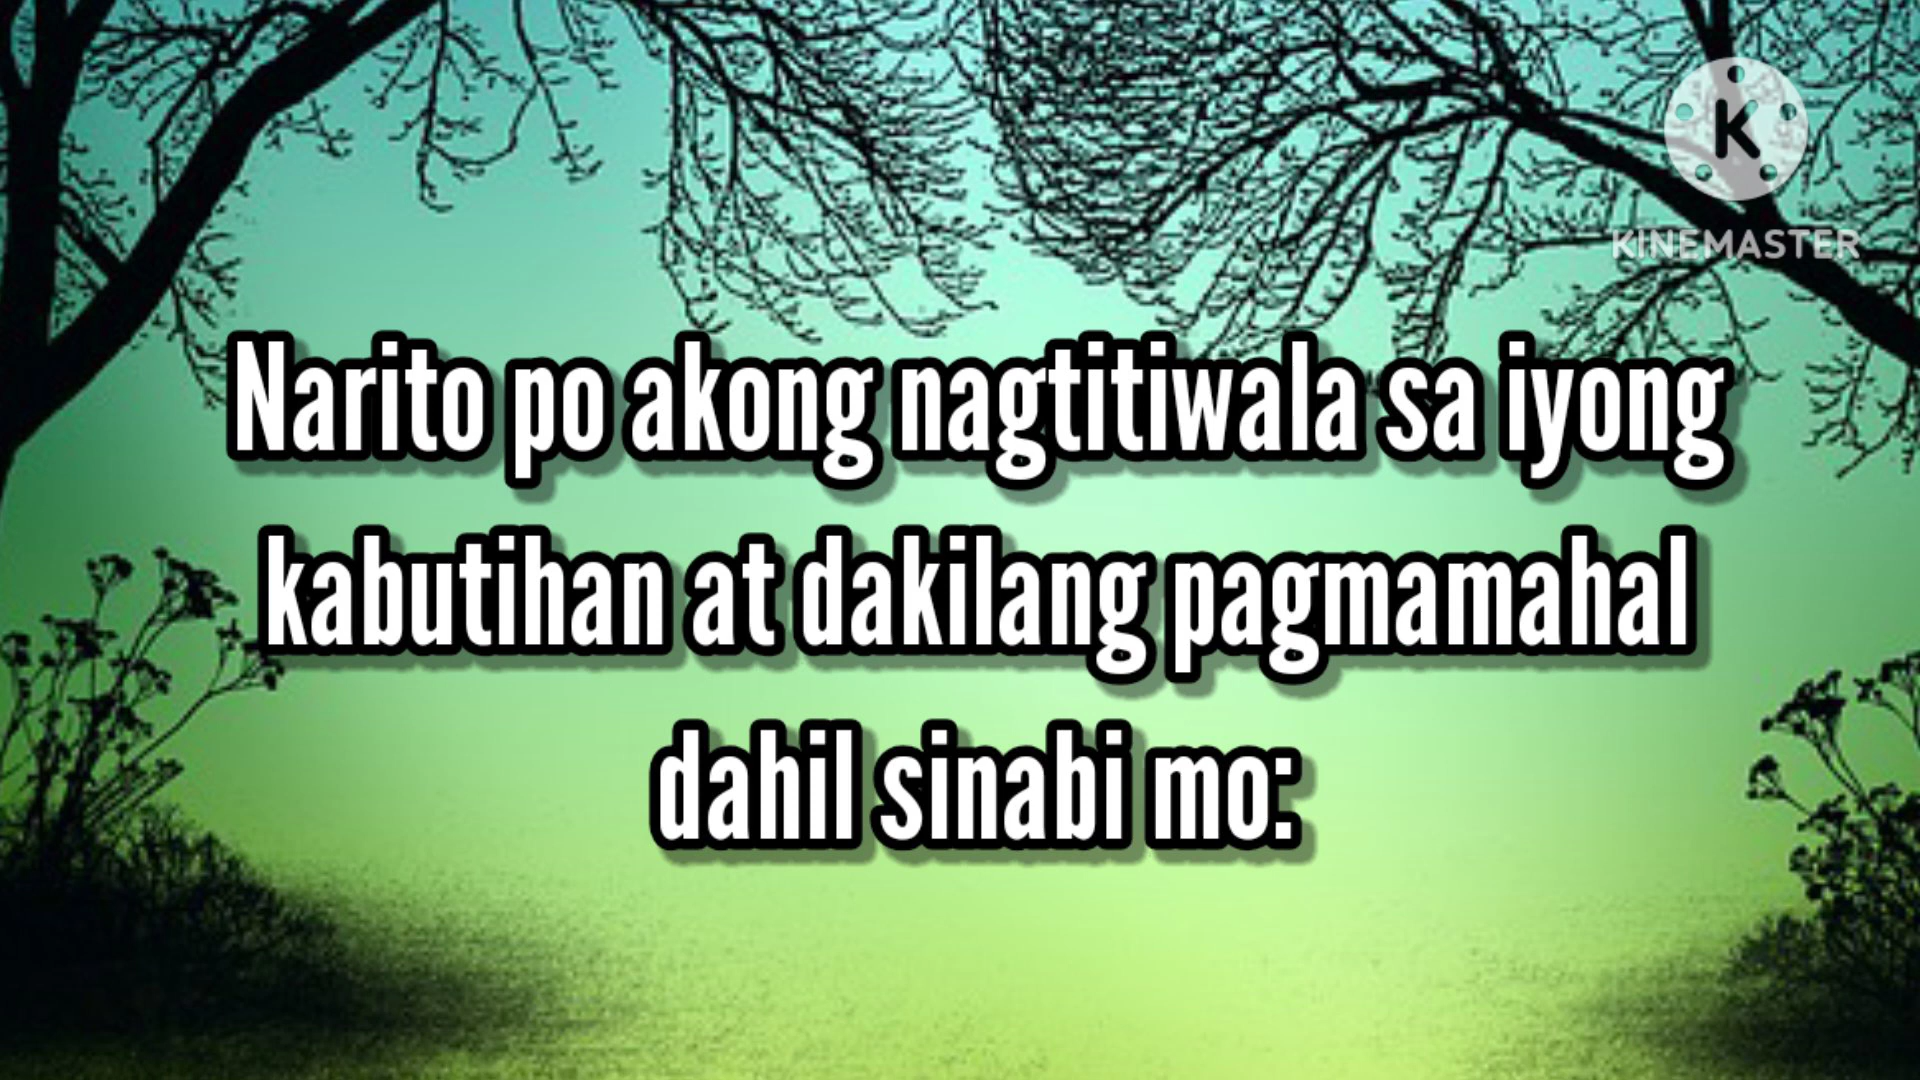 K
KINEMASTER
Narito po akong nagtitiwala sa iyong
kabutihan at dakilang pagmamahal
dahil sinabi mo: